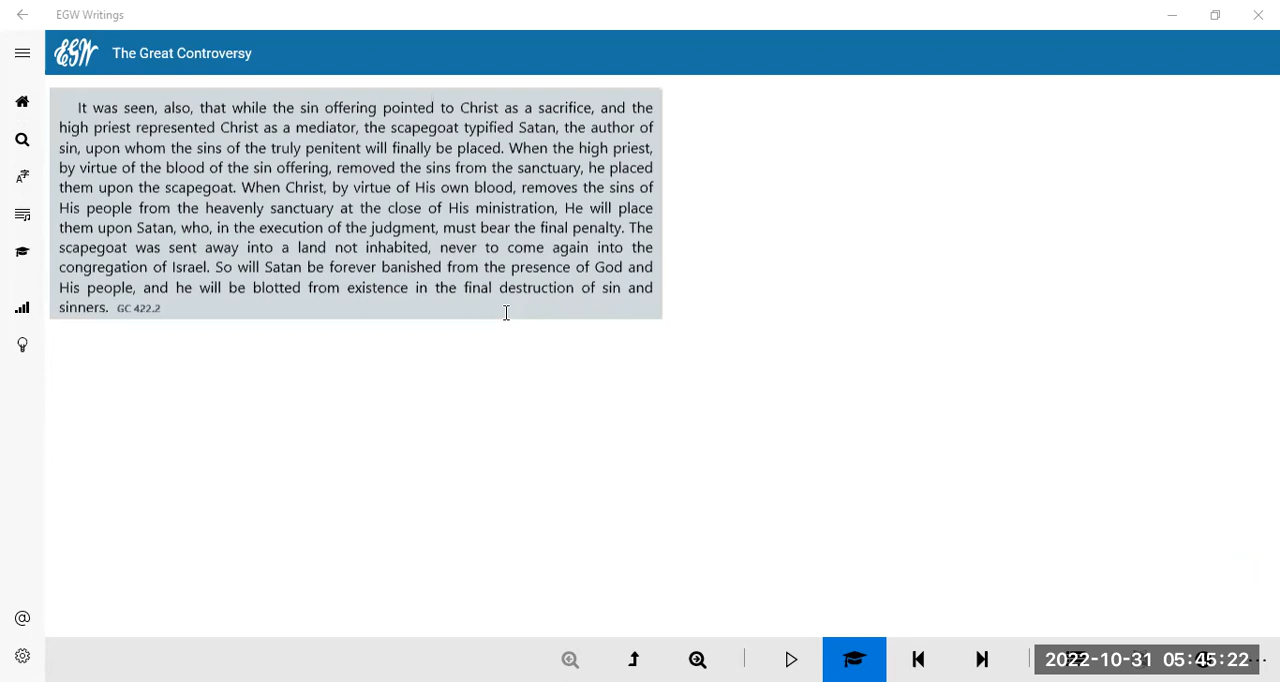 EGW Writings
EGW The Great Controversy
It was seen, also, that while the sin offering pointed to Christ as a sacrifice, and the
high priest represented Christ as a mediator, the scapegoat typified Satan, the author of
sin, upon whom the sins of the truly penitent will finally be placed. When the high priest,
by virtue of the blood of the sin offering, removed the sins from the sanctuary, he placed
them upon the scapegoat. When Christ, by virtue of His own blood, removes the sins of
His people from the heavenly sanctuary at the close of His ministration, He will place
them upon Satan, who, in the execution of the judgment, must bear the final penalty. The
scapegoat was sent away into a land not inhabited, never to come again into the
congregation of Israel. So will Satan be forever banished from the presence of God and
His people, and he will be blotted from existence in the final destruction of sin and
sinners. GC 422.2
2022-10-31 05:45:22